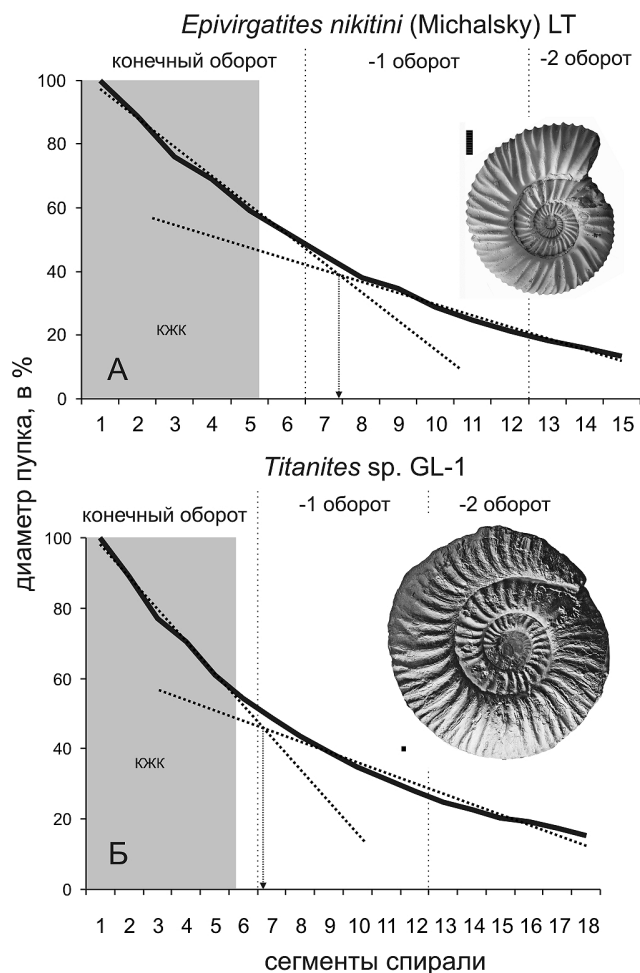 Epivirgatites nikitini (Michalsky) LT
конечный оборот -1 оборот -2 оборот
100
80
60
40
20
0
кжк
А
1 2 3 4 5 6 7 8 9 10 11 12 13 14 15
диаметр пупка, в %
Titanites sp. GL-1
конечный оборот -1 оборот -2 оборот
100
80
60
40
20
0
кжк
Б
1 2 3 4 5 6 7 8 9 10 11 12 13 14 15 16 17 18
сегменты спирали